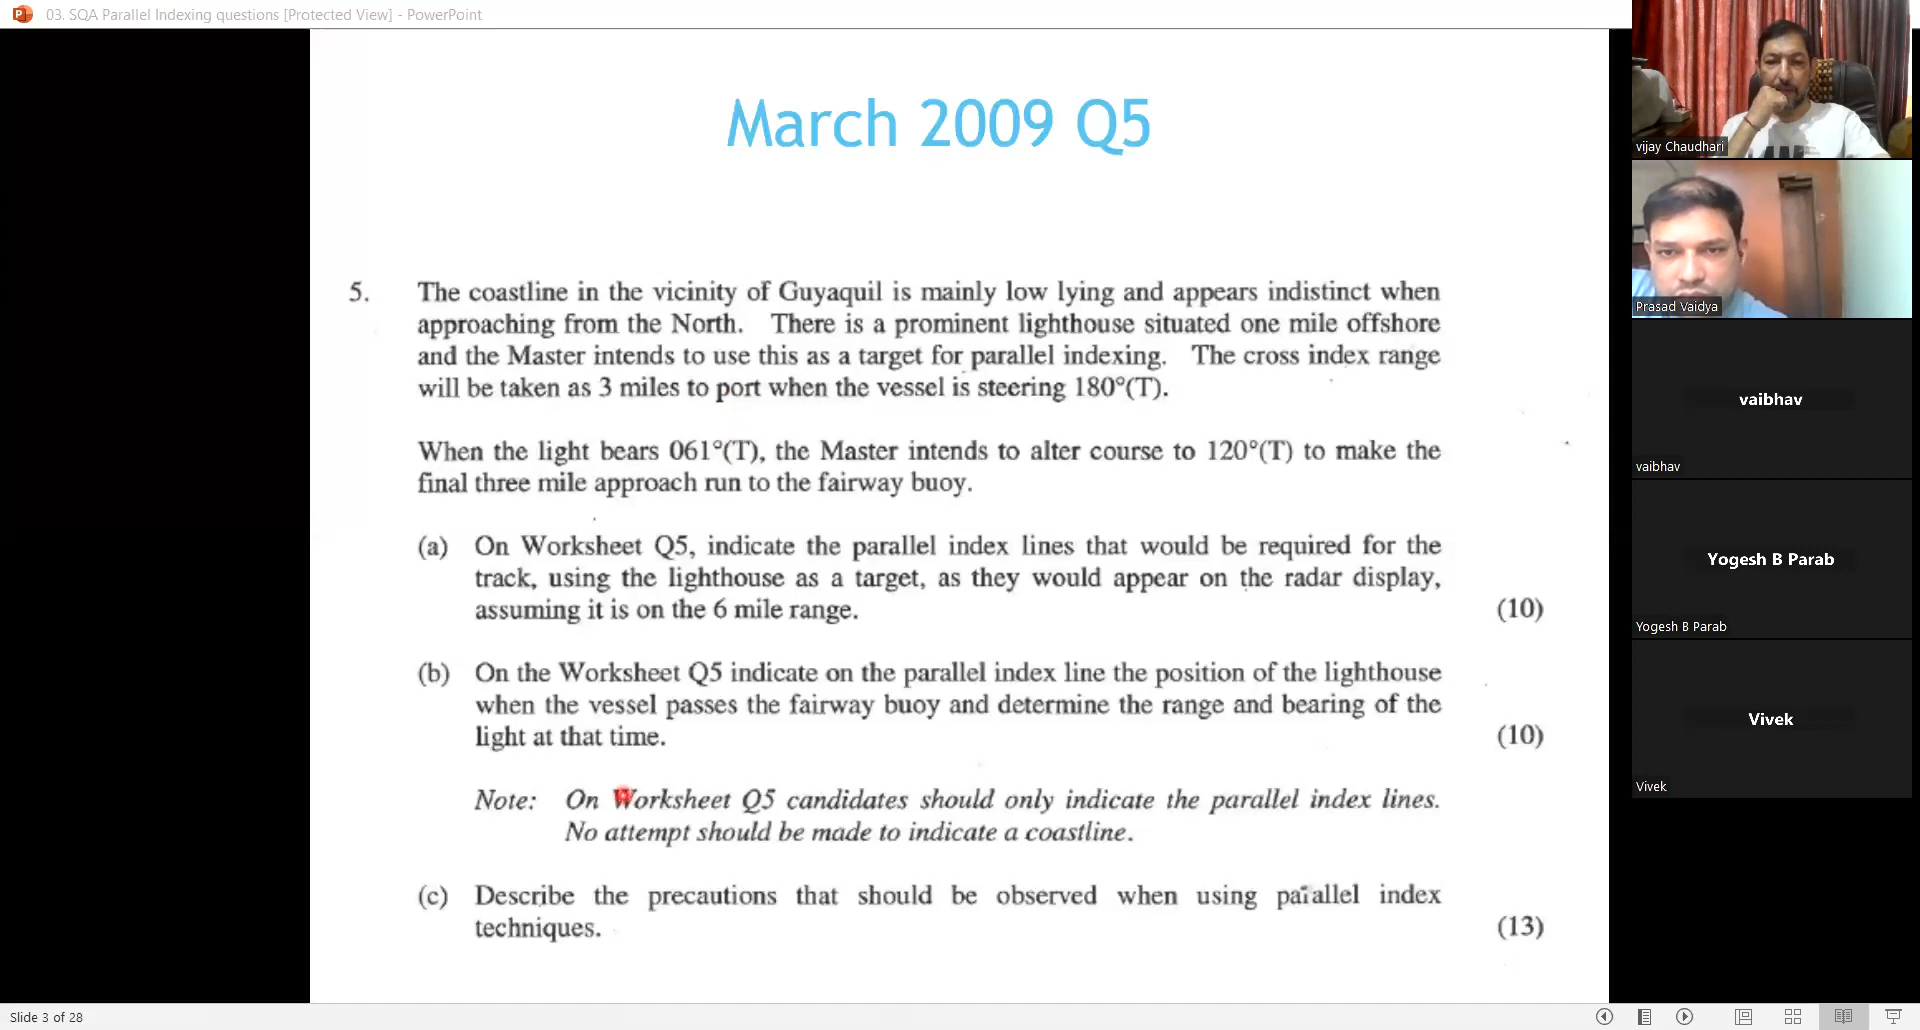 03. SQA Parallel Indexing questions [Protected View] - PowerPoint
March 2009 Q5
5. The coastline in the vicinity of Guyaquil is mainly low lying and appears indistinct when
approaching from the North. There is a prominent lighthouse situated one mile offshore
and the Master intends to use this as a target for parallel indexing. The cross index range
will be taken as 3 miles to port when the vessel is steering 180°(T).
When the light bears 061°(T), the Master intends to alter course to 120°(T) to make the
final three mile approach run to the fairway buoy.
(a) On Worksheet Q5, indicate the parallel index lines that would be required for the
track, using the lighthouse as a target, as they would appear on the radar display,
assuming it is on the 6 mile range. (10)
(b) On the Worksheet Q5 indicate on the parallel index line the position of the lighthouse
when the vessel passes the fairway buoy and determine the range and bearing of the
light at that time. (10)
Note: On Worksheet Q5 candidates should only indicate the parallel index lines.
No attempt should be made to indicate a coastline.
(c) Describe the precautions that should be observed when using parallel index
techniques. (13)
vijay Chaudhari
Prasad Vaidya
vaibhav
vaibhav
Yogesh B Parab
Yogesh B Parab
Vivek
Vivek
Slide 3 of 28